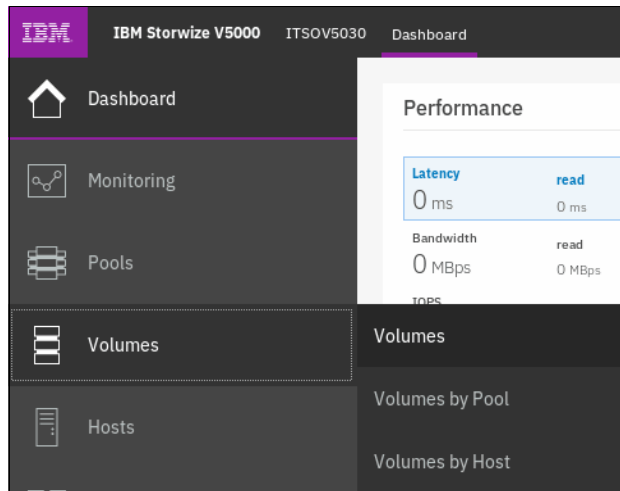 IBM IBM Storwize V5000 ITSOV5030 Dashboard
Dashboard
Performance
Monitoring
Latency read
0 ms 0 ms
Pools
Bandwidth read
0 MBps 0 MBps
IOPS
Volumes
Volumes
Volumes by Pool
Hosts
Volumes by Host